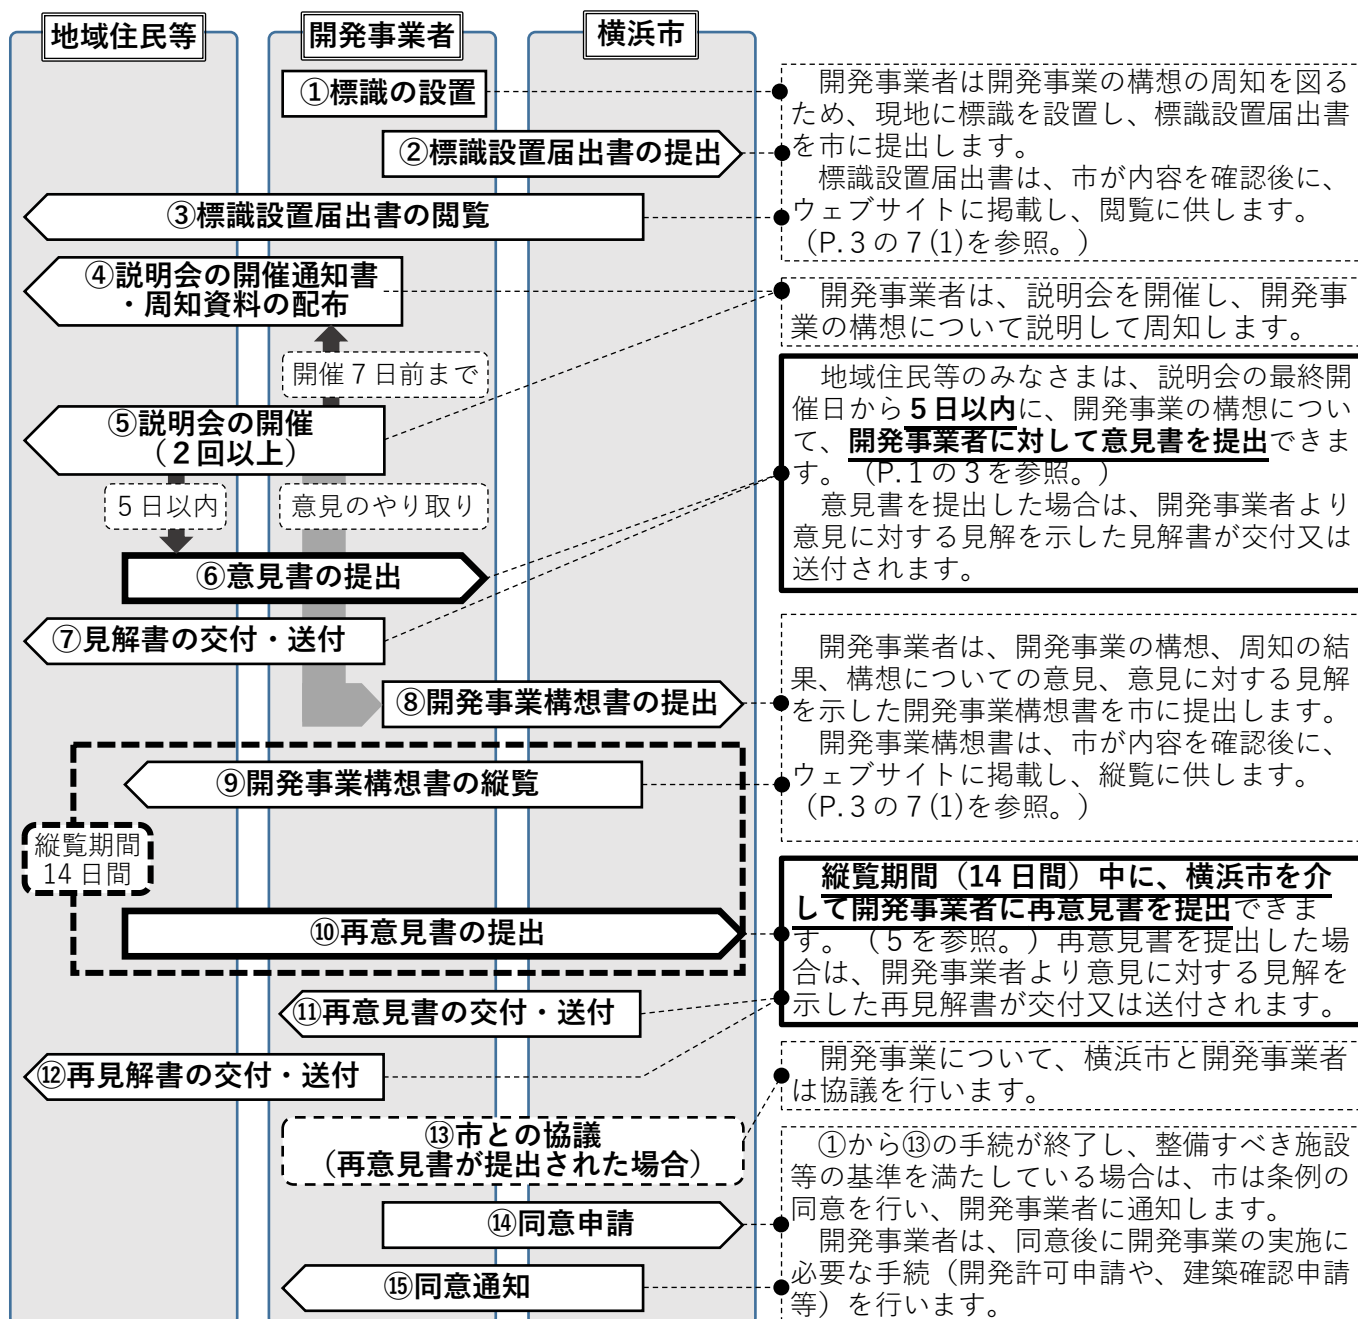 地域住民等
開発事業者
横浜市
①標識の設置
②標識設置届出書の提出
③標識設置届出書の閲覧
④説明会の開催通知書
・周知資料の配布
開催７日前まで
⑤説明会の開催
（２回以上）
５日以内
意見のやり取り
⑥意見書の提出
⑦見解書の交付・送付
⑧開発事業構想書の提出
⑨開発事業構想書の縦覧
縦覧期間
14日間
⑩再意見書の提出
⑪再意見書の交付・送付
⑫再見解書の交付・送付
⑬市との協議
（再意見書が提出された場合）
⑭同意申請
⑮同意通知
開発事業者は開発事業の構想の周知を図る
ため、現地に標識を設置し、標識設置届出書
を市に提出します。
標識設置届出書は、市が内容を確認後に、
ウェブサイトに掲載し、閲覧に供します。
（P.３の７(1)を参照。）
開発事業者は、説明会を開催し、開発事
業の構想について説明して周知します。
地域住民等のみなさまは、説明会の最終開
催日から５日以内に、開発事業の構想につい
て、開発事業者に対して意見書を提出できま
す。（P.１の３を参照。）
意見書を提出した場合は、開発事業者より
意見に対する見解を示した見解書が交付又は
送付されます。
開発事業者は、開発事業の構想、周知の結
果、構想についての意見、意見に対する見解
を示した開発事業構想書を市に提出します。
開発事業構想書は、市が内容を確認後に、
ウェブサイトに掲載し、縦覧に供します。
（P.３の７(1)を参照。）
縦覧期間（14日間）中に、横浜市を介
して開発事業者に再意見書を提出できま
す。（５を参照。）再意見書を提出した場
合は、開発事業者より意見に対する見解を
示した再見解書が交付又は送付されます。
開発事業について、横浜市と開発事業者
は協議を行います。
①から⑬の手続が終了し、整備すべき施設
等の基準を満たしている場合は、市は条例の
同意を行い、開発事業者に通知します。
開発事業者は、同意後に開発事業の実施に
必要な手続（開発許可申請や、建築確認申請
等）を行います。